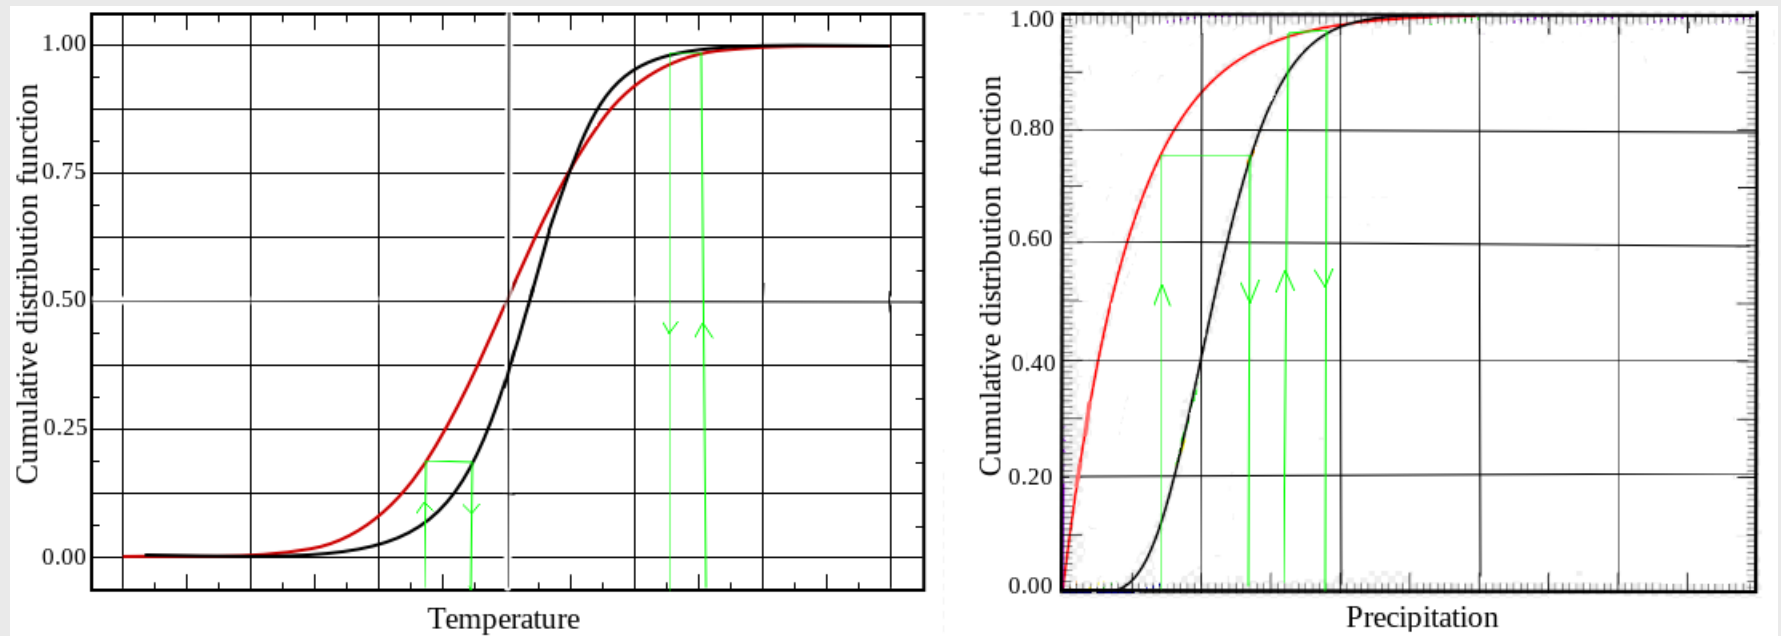 Cumulative distribution function
1.00
0.75
0.50
0.25
0.00
Temperature
Cumulative distribution function
1.00
0.80
0.60
0.40
0.20
0.00
Precipitation